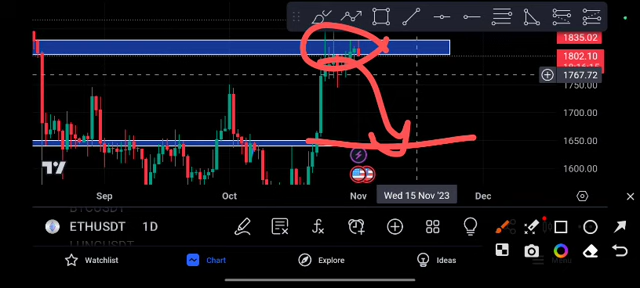 1835.02
1802.10
1767.72
1750.00
1700.00
1650.00
1600.00
Sep
Oct
Nov
Wed 15 Nov '23
Dec
ETHUSDT 1D
Watchlist
Chart
Explore
Ideas
Menu